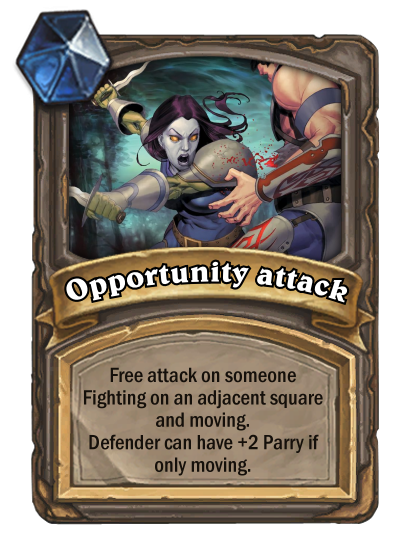 Opportunity attack
Free attack on someone
Fighting on an adjacent square
and moving.
Defender can have +2 Parry if
only moving.